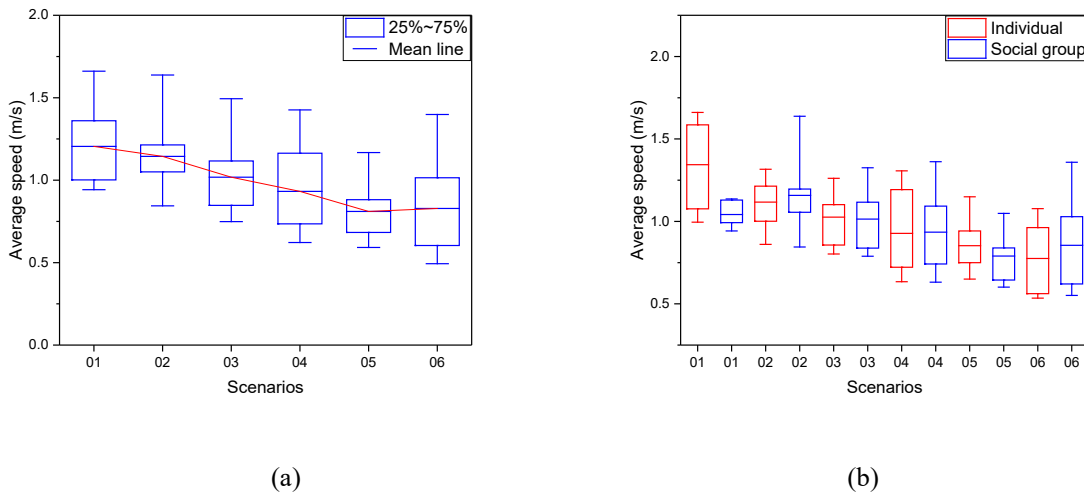 2.0
1.5
1.0
0.5
0.0
Average speed (m/s)
25%~75%
Mean line
01 02 03 04 05 06
Scenarios
(a)
2.0
1.5
1.0
0.5
Average speed (m/s)
Individual
Social group
01 01 02 02 03 03 04 04 05 05 06 06
Scenarios
(b)